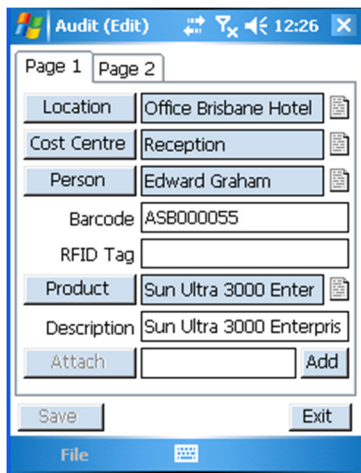 Audit (Edit) 12:26
Page 1 Page 2
Location Office Brisbane Hotel
Cost Centre Reception
Person Edward Graham
Barcode ASB000055
RFID Tag
Product Sun Ultra 3000 Enter
Description Sun Ultra 3000 Enterpris
Attach Add
Save Exit
File